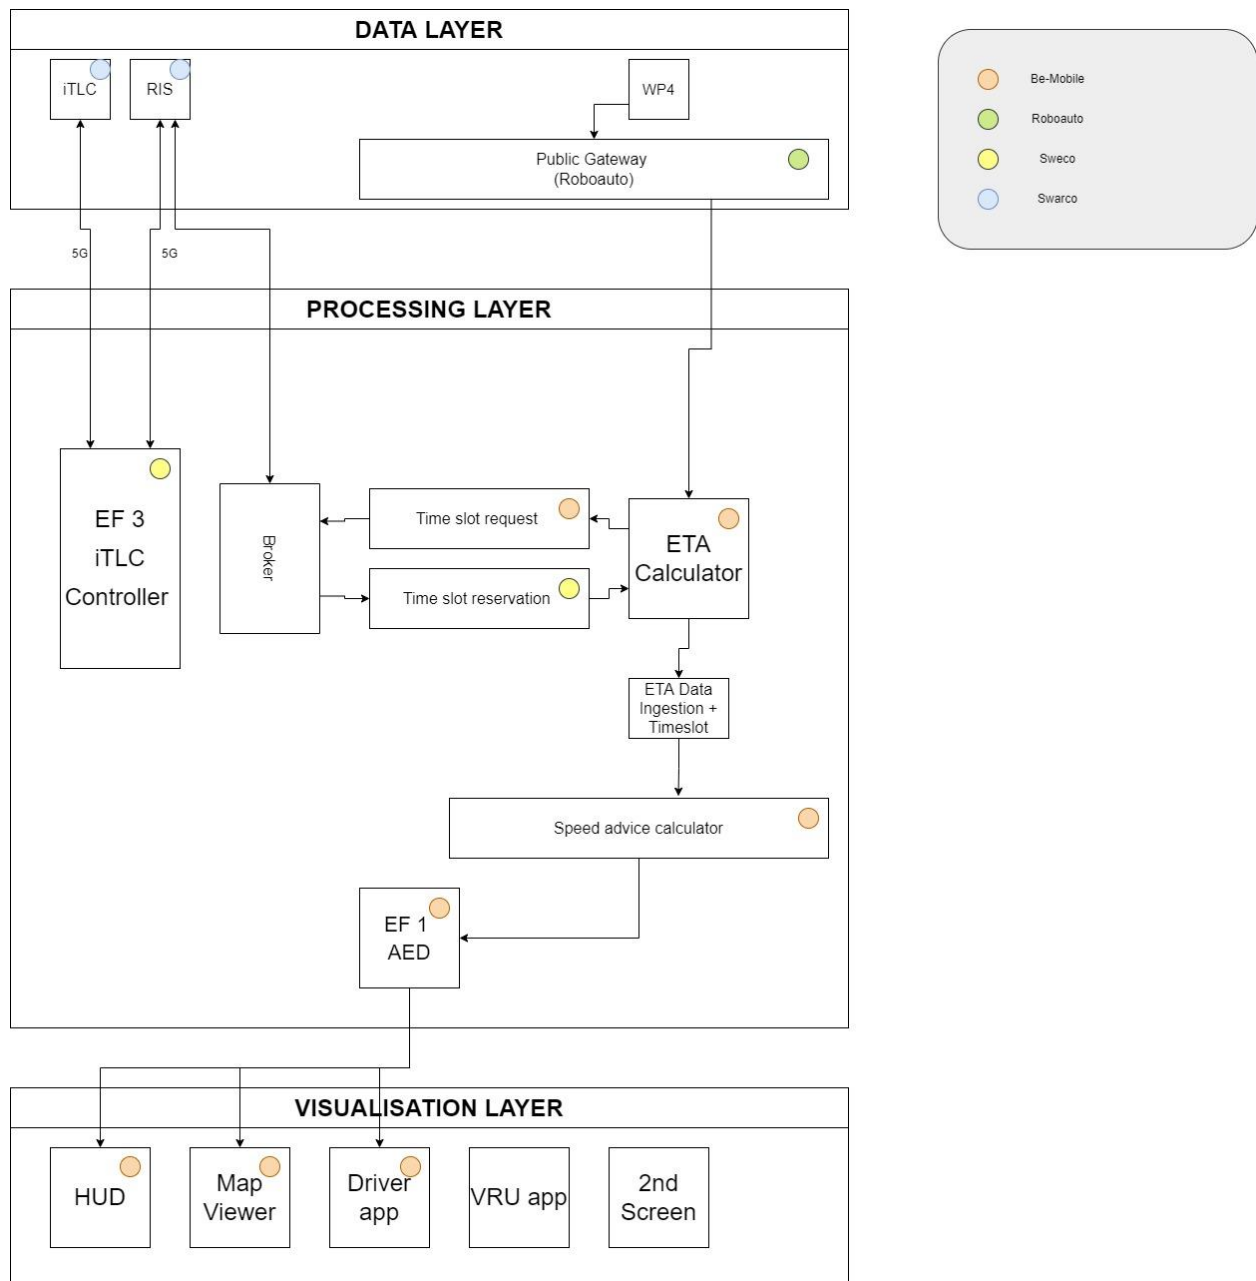 DATA LAYER
iTLC
RIS
WP4
Public Gateway
(Roboauto)
Be-Mobile
Roboauto
Sweco
Swarco
5G
5G
PROCESSING LAYER
EF 3
iTLC
Controller
Broker
Time slot request
Time slot reservation
ETA
Calculator
ETA Data
Ingestion +
Timeslot
Speed advice calculator
EF 1
AED
VISUALISATION LAYER
HUD
Map
Viewer
Driver
app
VRU app
2nd
Screen